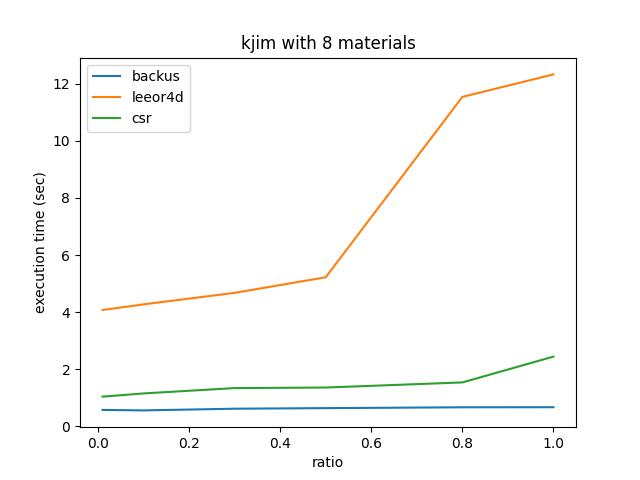 kjim with 8 materials
backus
leeor4d
csr
execution time (sec)
12
10
8
6
4
2
0
0.0 0.2 0.4 0.6 0.8 1.0
ratio